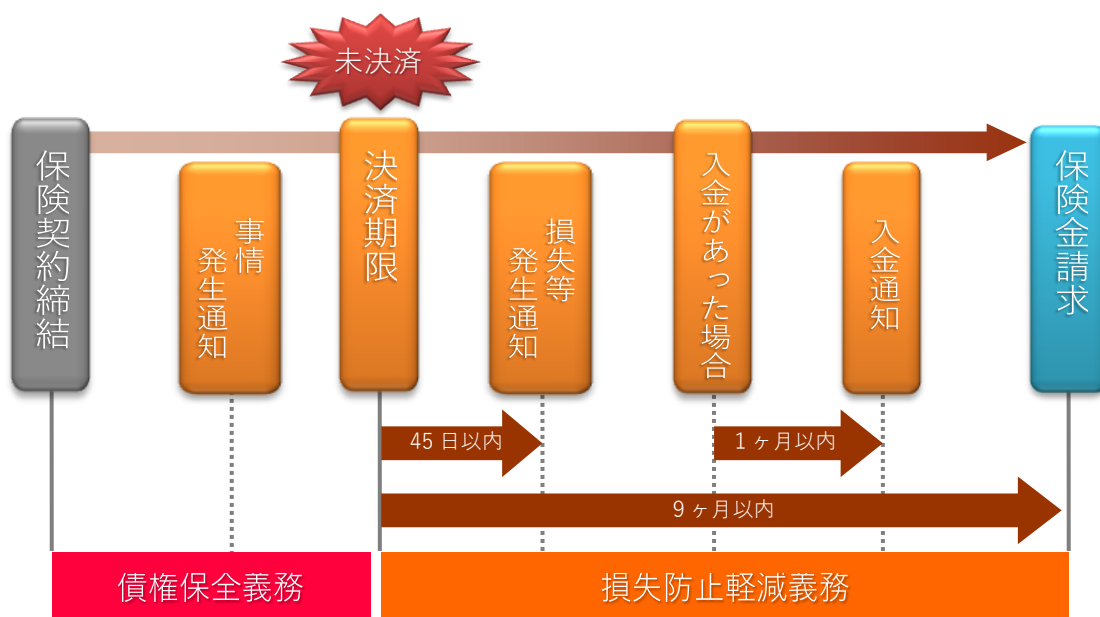 未決済
保険契約締結
事情
発生通知
決済期限
損失等
発生通知
入金があった場合
入金通知
保険金請求
45日以内
1ヶ月以内
9ヶ月以内
債権保全義務
損失防止軽減義務